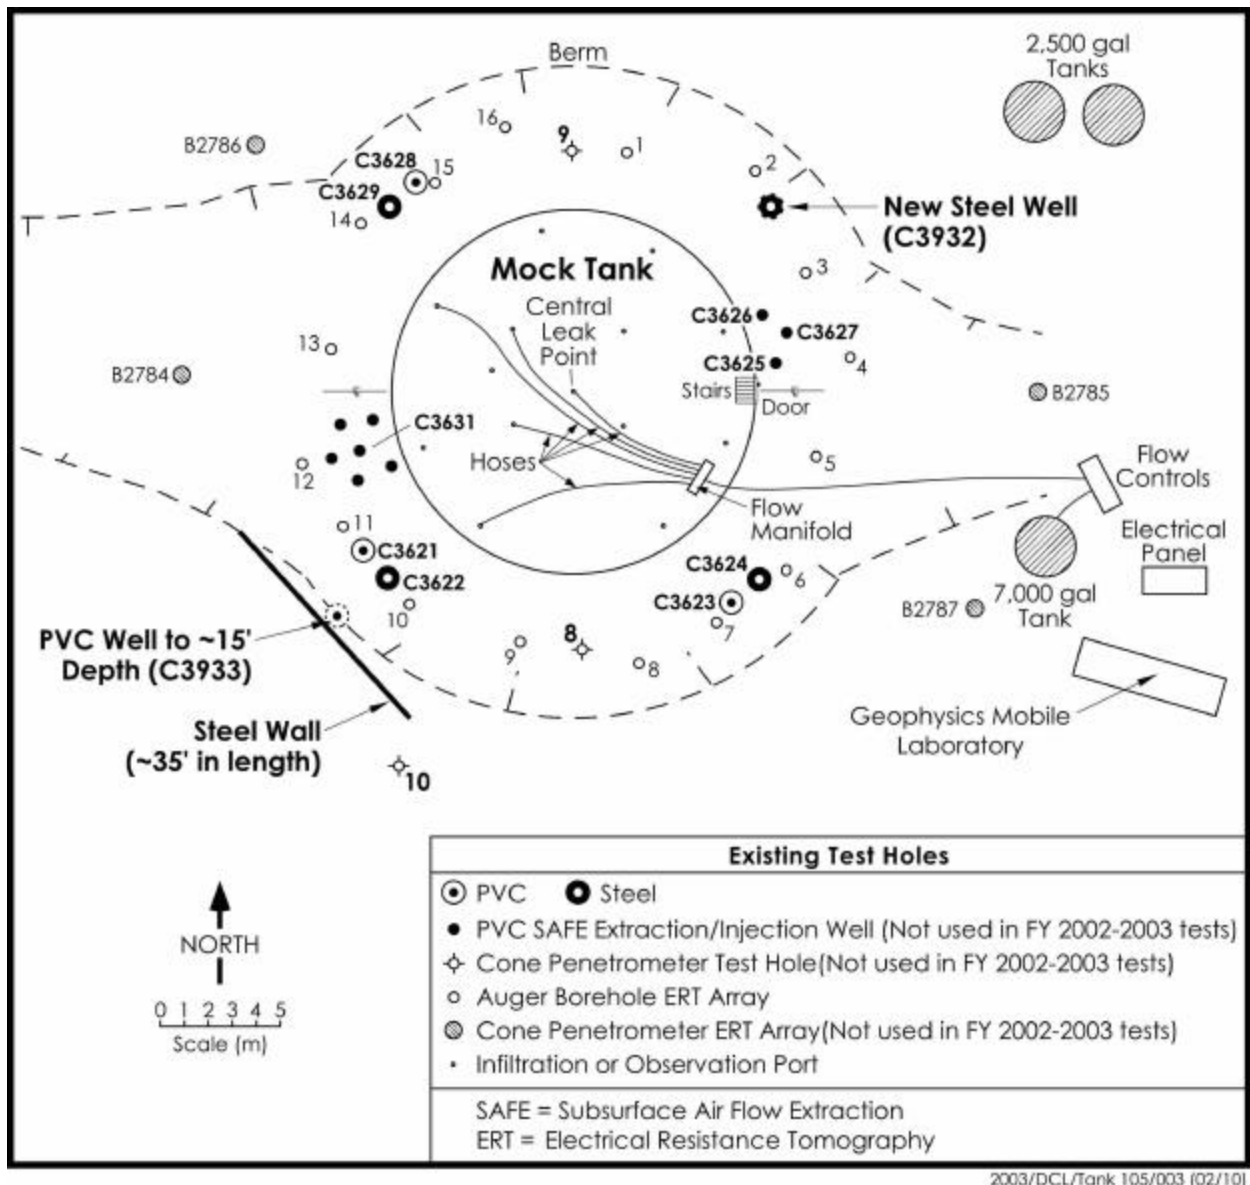 Berm
2,500 gal
Tanks
16
9
1
2
B2786
C3628
15
C3629
14
New Steel Well
(C3932)
Mock Tank
3
Central
Leak
Point
C3626
C3627
13
C3625
4
B2784
Stairs
Door
B2785
C3631
Hoses
5
12
Flow
Controls
Flow
Manifold
11
C3621
C3622
Electrical
Panel
C3624
6
C3623
7
10
7,000 gal
Tank
B2787
PVC Well to ~15'
Depth (C3933)
8
9
8
Steel Wall
(~35' in length)
Geophysics Mobile
Laboratory
10
Existing Test Holes
PVC Steel
PVC SAFE Extraction/Injection Well (Not used in FY 2002-2003 tests)
Cone Penetrometer Test Hole(Not used in FY 2002-2003 tests)
Auger Borehole ERT Array
Cone Penetrometer ERT Array(Not used in FY 2002-2003 tests)
Infiltration or Observation Port
SAFE = Subsurface Air Flow Extraction
ERT = Electrical Resistance Tomography
NORTH
0 1 2 3 4 5
Scale (m)
2003/DCL/Tank 105/003 (02/10)